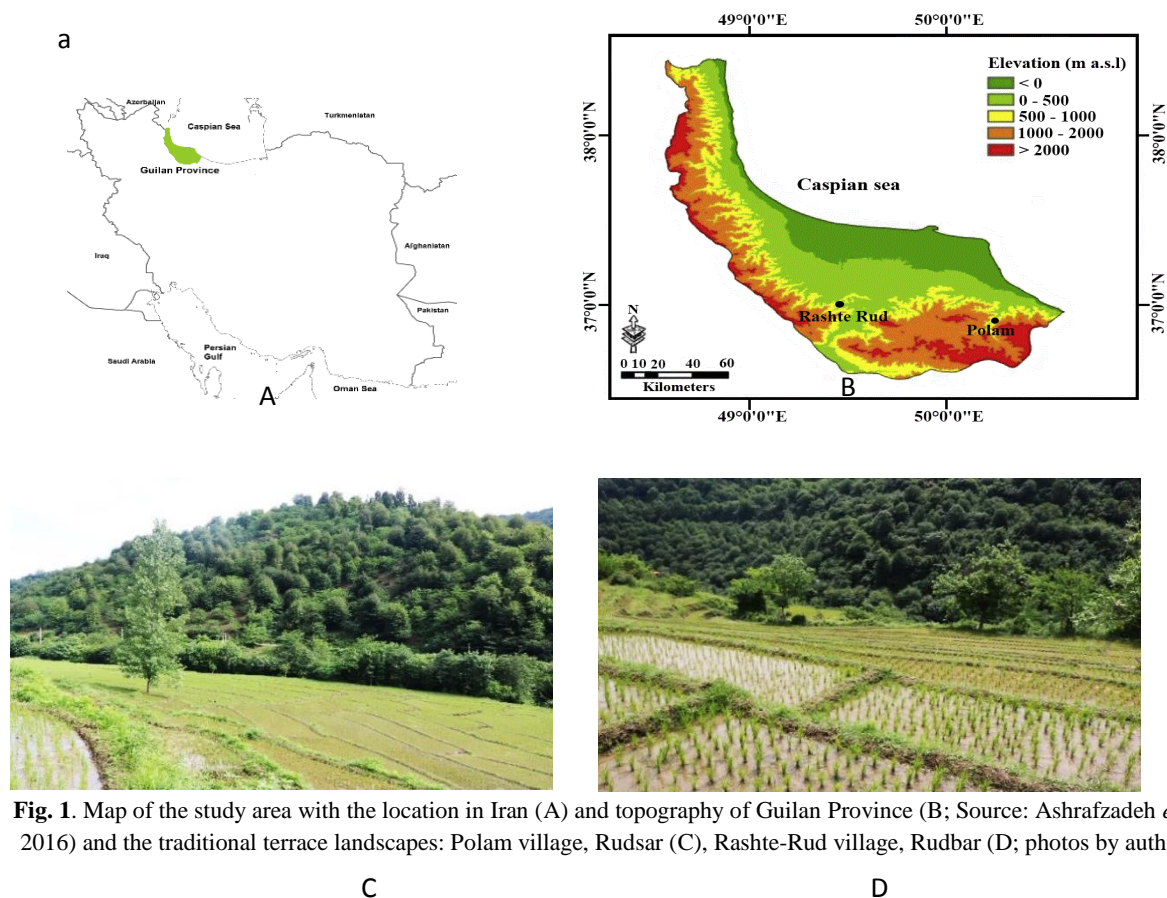 a
Azerbaijan
Caspian Sea
Turkmenistan
Guilan Province
Iraq
Afghanistan
Pakistan
Saudi Arabia
Persian
Gulf
Oman Sea
A
49°0'0"E 50°0'0"E
Elevation (m a.s.l)
< 0
0 - 500
500 - 1000
1000 - 2000
> 2000
38°0'0"N
38°0'0"N
Caspian sea
37°0'0"N
37°0'0"N
Rashte Rud
Polam
N
0 10 20 40 60
Kilometers
B
49°0'0"E 50°0'0"E
Fig. 1. Map of the study area with the location in Iran (A) and topography of Guilan Province (B; Source: Ashrafzadeh e
2016) and the traditional terrace landscapes: Polam village, Rudsar (C), Rashte-Rud village, Rudbar (D; photos by auth
C D